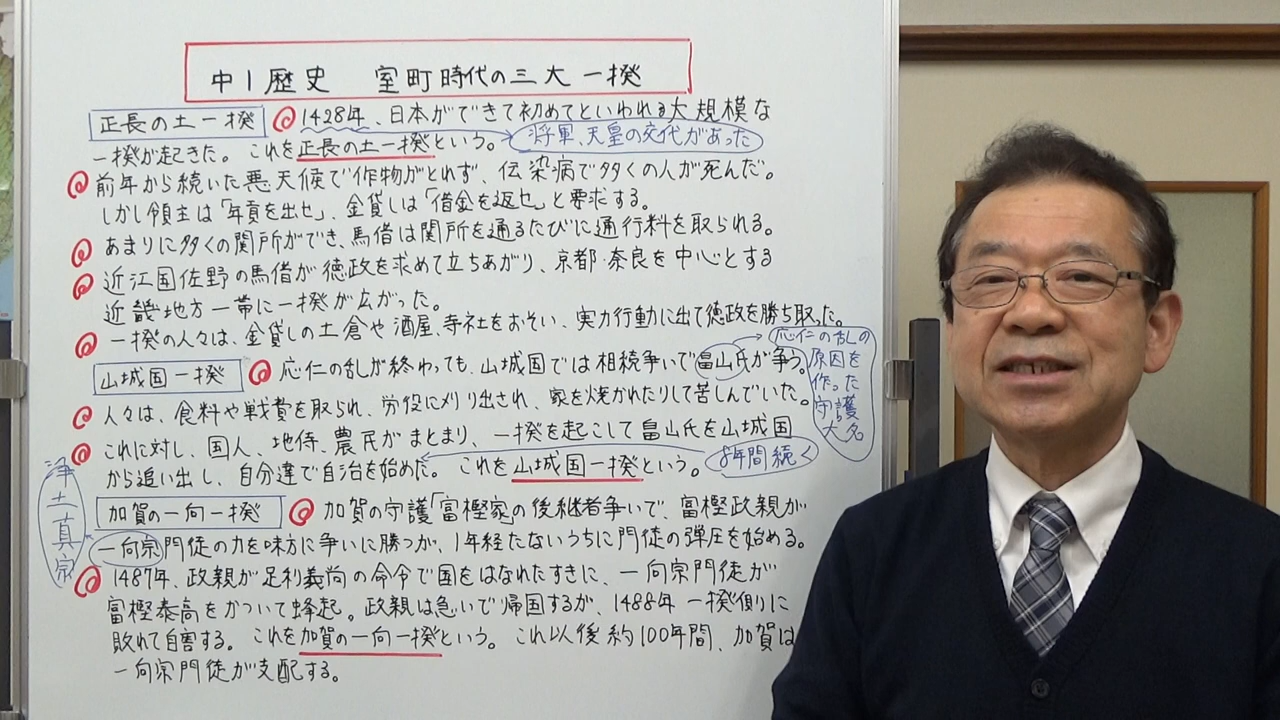 中1歴史 室町時代の三大一揆
正長の土一揆 1428年、日本ができて初めてといわれる大規模な
一揆が起きた。これを正長の土一揆という。 将軍、天皇の交代があった
前年から続いた悪天候で作物がとれず、伝染病で多くの人が死んだ。
しかし領主は「年貢を出せ」、金貸しは「借金を返せ」と要求する。
あまりに多くの関所ができ、馬借は関所を通るたびに通行料を取られる。
近江国佐野の馬借が徳政を求めて立ちあがり、京都・奈良を中心とする
近畿地方一帯に一揆が広がった。
一揆の人々は、金貸しの土倉や酒屋、寺社をおそい、実力行動に出て徳政を勝ち取った。
山城国一揆 応仁の乱が終わっても、山城国では相続争いで畠山氏が争う。
応仁の乱の
原因を
作った
守護
大名
人々は、食料や戦費を取られ、労役に刈り出され、家を焼かれたりして苦しんでいた。
これに対し、国人、地侍、農民がまとまり、一揆を起こして畠山氏を山城国
から追い出し、自分達で自治を始めた。これを山城国一揆という。 8年間続く
加賀の一向一揆 加賀の守護「富樫家」の後継者争いで、富樫政親が
一向宗門徒の力を味方に争いに勝つが、1年経たないうちに門徒の弾圧を始める。
浄土真宗
1487年、政親が足利義尚の命令で国をはなれたすきに、一向宗門徒が
富樫泰高をかついで蜂起。政親は急いで帰国するが、1488年一揆側に
敗れて自害する。これを加賀の一向一揆という。これ以後約100年間、加賀は
一向宗門徒が支配する。